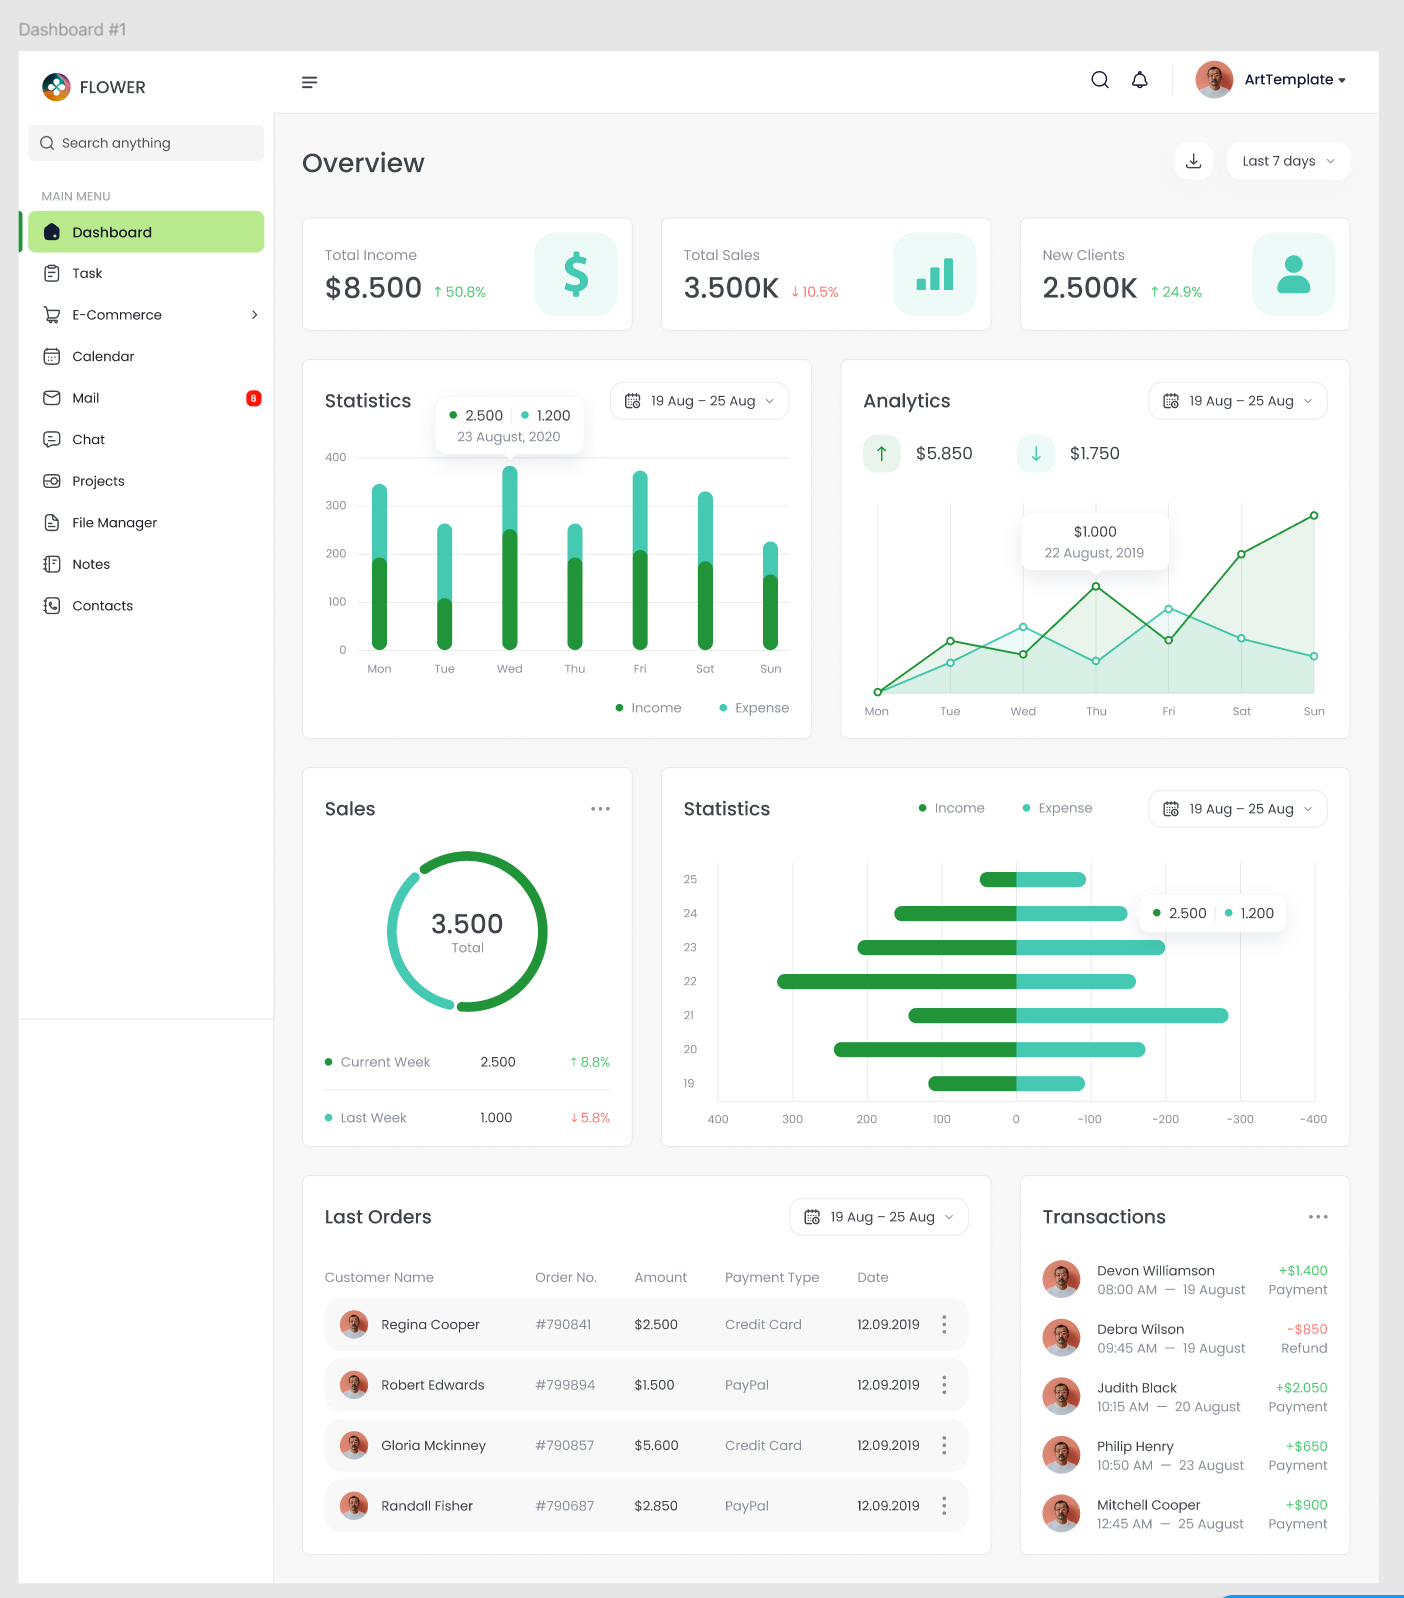 Dashboard #1
FLOWER
ArtTemplate
Search anything
MAIN MENU
Dashboard
Task
E-Commerce
Calendar
Mail
8
Chat
Projects
File Manager
Notes
Contacts
Overview
Last 7 days
Total Income
$8.500 ↑ 50.8%
Total Sales
3.500K ↓ 10.5%
New Clients
2.500K ↑ 24.9%
Statistics
19 Aug – 25 Aug
2.500 1.200
23 August, 2020
400
300
200
100
0
Mon Tue Wed Thu Fri Sat Sun
Income Expense
Analytics
19 Aug – 25 Aug
↑ $5.850 ↓ $1.750
$1.000
22 August, 2019
Mon Tue Wed Thu Fri Sat Sun
Sales
3.500
Total
Current Week 2.500 ↑ 8.8%
Last Week 1.000 ↓ 5.8%
Statistics
Income Expense
19 Aug – 25 Aug
25
24
2.500 1.200
23
22
21
20
19
400 300 200 100 0 -100 -200 -300 -400
Last Orders
19 Aug – 25 Aug
Customer Name Order No. Amount Payment Type Date
Regina Cooper #790841 $2.500 Credit Card 12.09.2019
Robert Edwards #799894 $1.500 PayPal 12.09.2019
Gloria Mckinney #790857 $5.600 Credit Card 12.09.2019
Randall Fisher #790687 $2.850 PayPal 12.09.2019
Transactions
Devon Williamson +$1.400
08:00 AM — 19 August Payment
Debra Wilson -$850
09:45 AM — 19 August Refund
Judith Black +$2.050
10:15 AM — 20 August Payment
Philip Henry +$650
10:50 AM — 23 August Payment
Mitchell Cooper +$900
12:45 AM — 25 August Payment